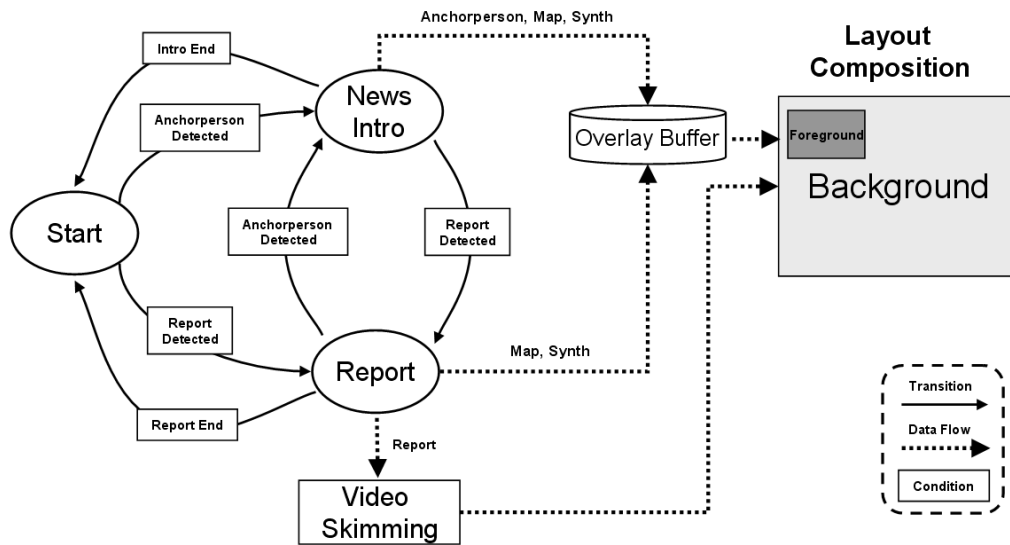 Anchorperson, Map, Synth
Layout
Composition
Intro End
News
Intro
Anchorperson
Detected
Overlay Buffer
Foreground
Background
Start
Anchorperson
Detected
Report
Detected
Report
Detected
Report
Map, Synth
Report End
Report
Video
Skimming
Transition
Data Flow
Condition